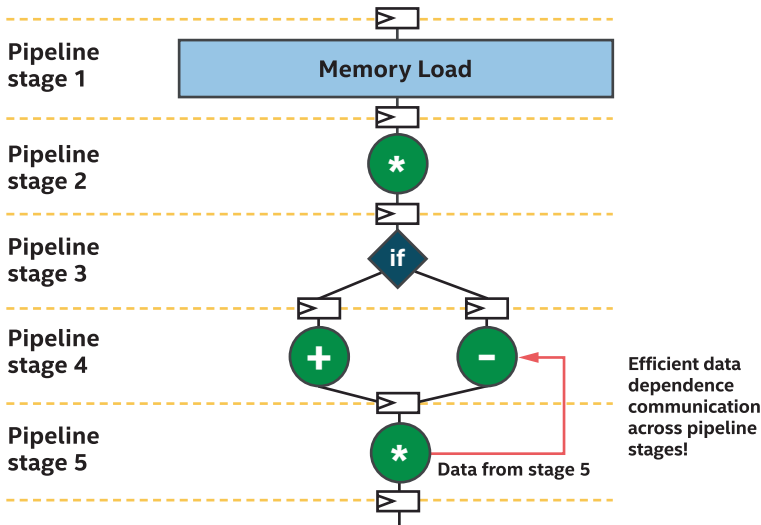 Pipeline
stage 1
Memory Load
Pipeline
stage 2
*
Pipeline
stage 3
if
Pipeline
stage 4
+
-
Efficient data
dependence
communication
across pipeline
stages!
Pipeline
stage 5
*
Data from stage 5